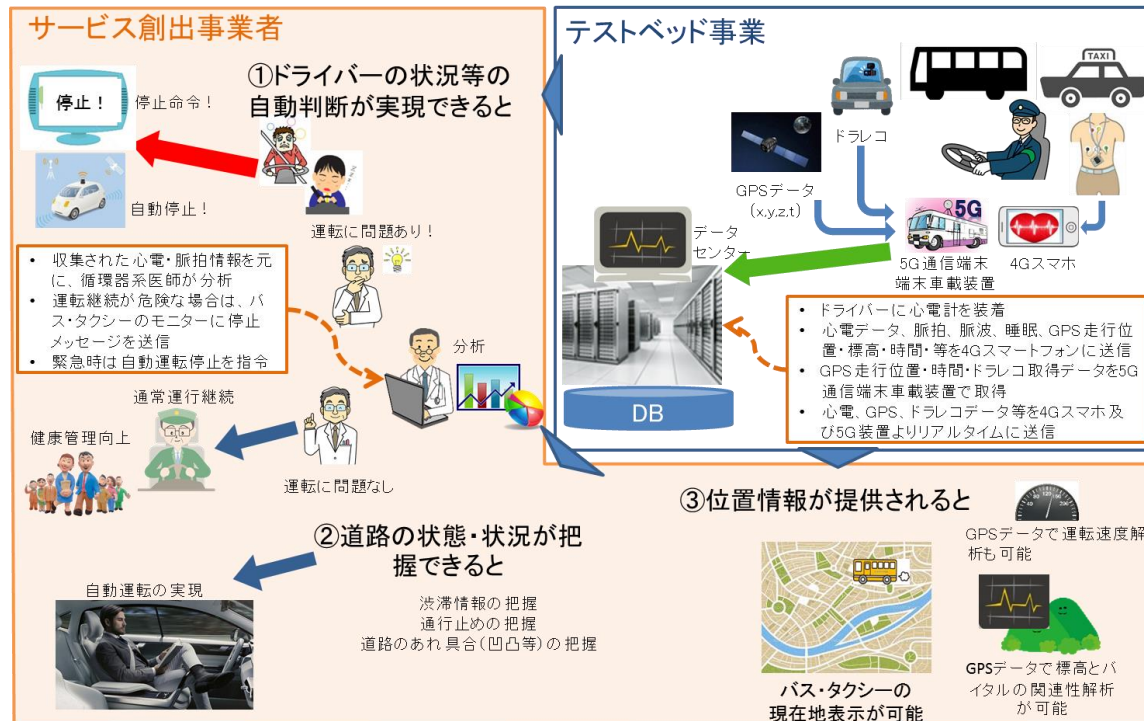 サービス創出事業者
①ドライバーの状況等の
自動判断が実現できると
停止！
停止命令！
自動停止！
運転に問題あり！
• 収集された心電・脈拍情報を元
に、循環器系医師が分析
• 運転継続が危険な場合は、バ
ス・タクシーのモニターに停止
メッセージを送信
• 緊急時は自動運転停止を指令
分析
通常運行継続
健康管理向上
運転に問題なし
②道路の状態・状況が把
握できると
自動運転の実現
渋滞情報の把握
通行止めの把握
道路のあれ具合(凹凸等)の把握
テストベッド事業
TAXI
ドラレコ
GPSデータ
(x,y,z,t)
データ
センター
5G
5G通信端末
端末車載装置
4Gスマホ
DB
• ドライバーに心電計を装着
• 心電データ、脈拍、脈波、睡眠、GPS走行位
置・標高・時間・等を4Gスマートフォンに送信
• GPS走行位置・時間・ドラレコ取得データを5G
通信端末車載装置で取得
• 心電、GPS、ドラレコデータ等を4Gスマホ及
び5G装置よりリアルタイムに送信
③位置情報が提供されると
GPSデータで運転速度解
析も可能
バス・タクシーの
現在地表示が可能
GPSデータで標高とバ
イタルの関連性解析
が可能